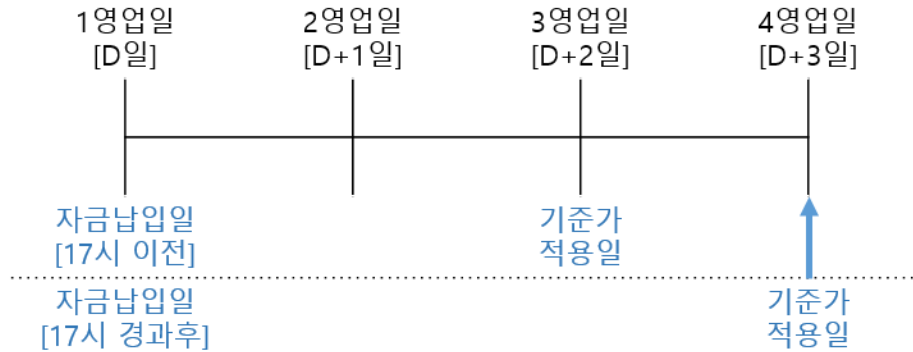 1영업일 2영업일 3영업일 4영업일
[D일] [D+1일] [D+2일] [D+3일]
자금납입일 기준가
[17시 이전] 적용일
자금납입일 기준가
[17시 경과후] 적용일